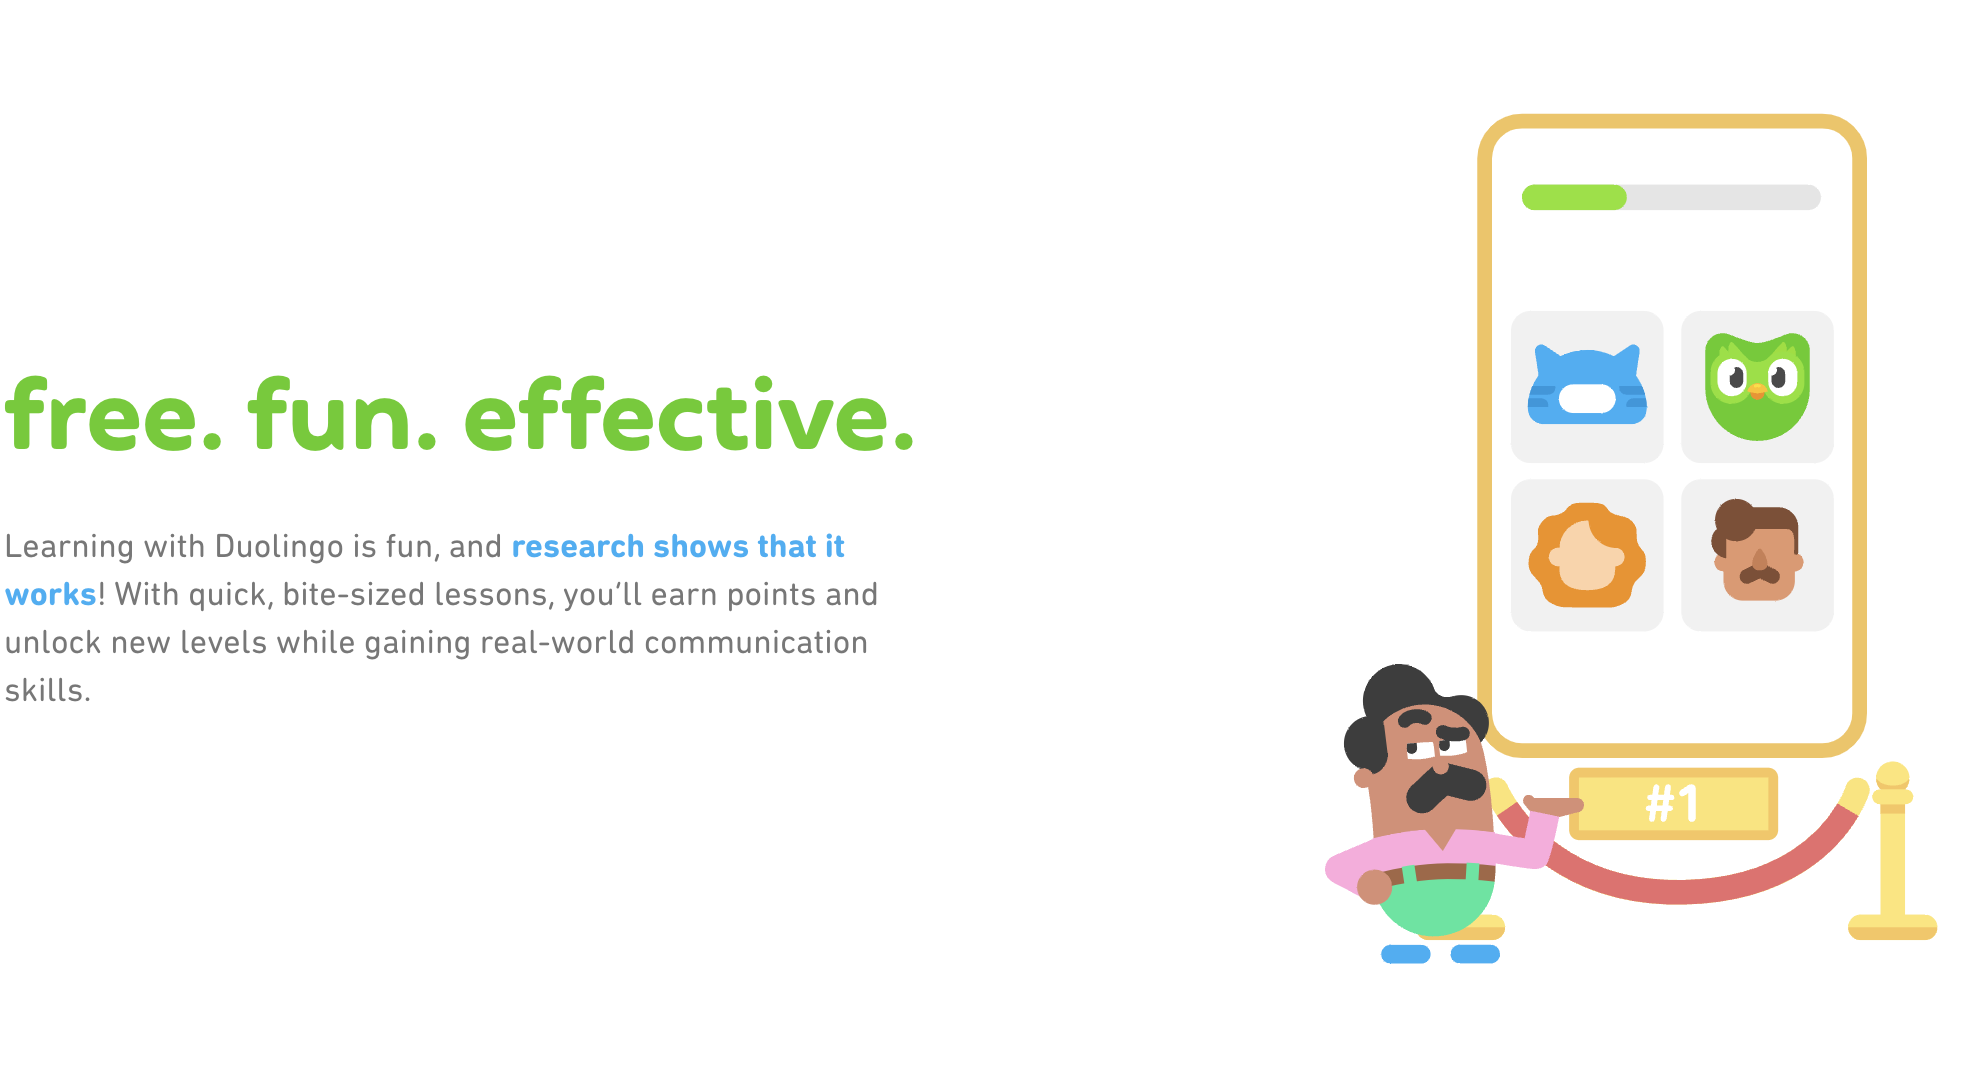 free. fun. effective.
Learning with Duolingo is fun, and research shows that it
works! With quick, bite-sized lessons, you’ll earn points and
unlock new levels while gaining real-world communication
skills.
#1